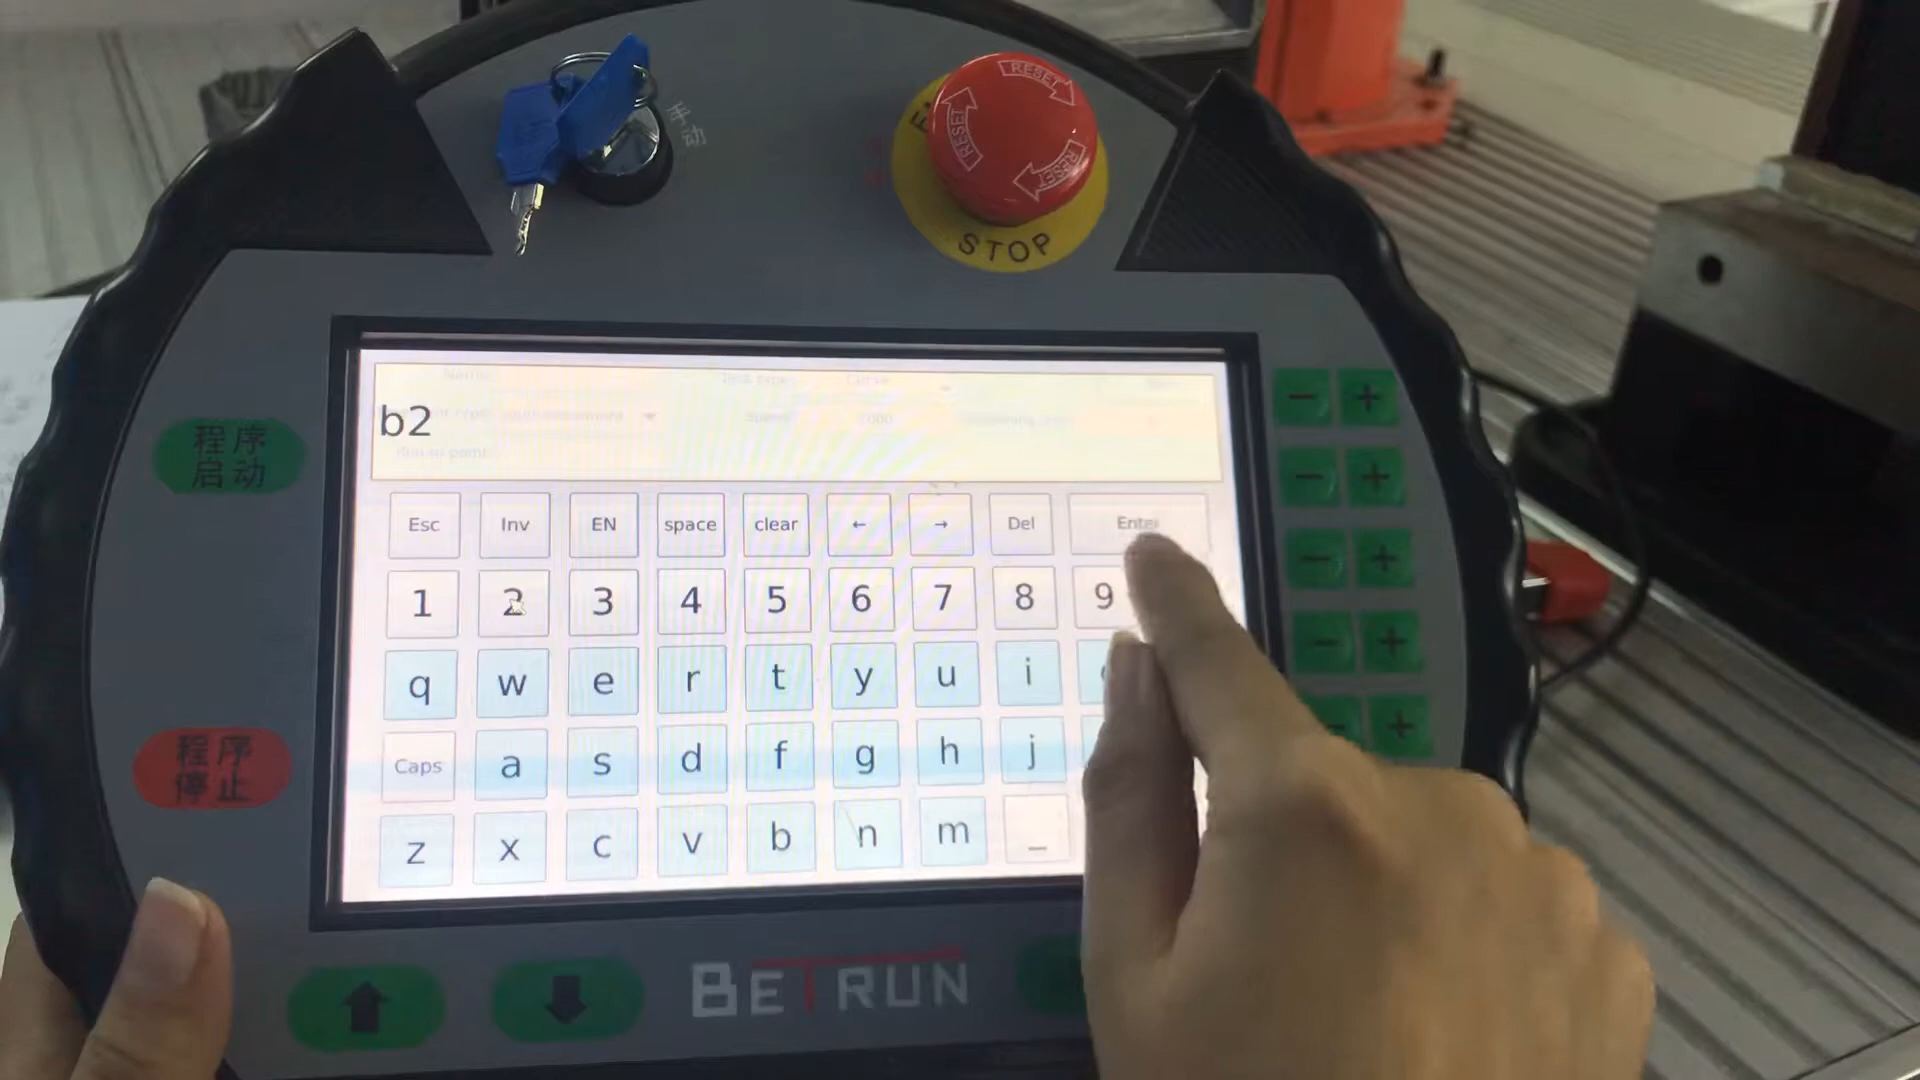 手动
RESET
RESET
RESET
STOP
b2
程序
启动
Esc Inv EN space clear ← → Del Enter
1 2 3 4 5 6 7 8 9
q w e r t y u i
Caps a s d f g h j
z x c v b n m _
程序
停止
- +
- +
- +
- +
- +
BETRUN